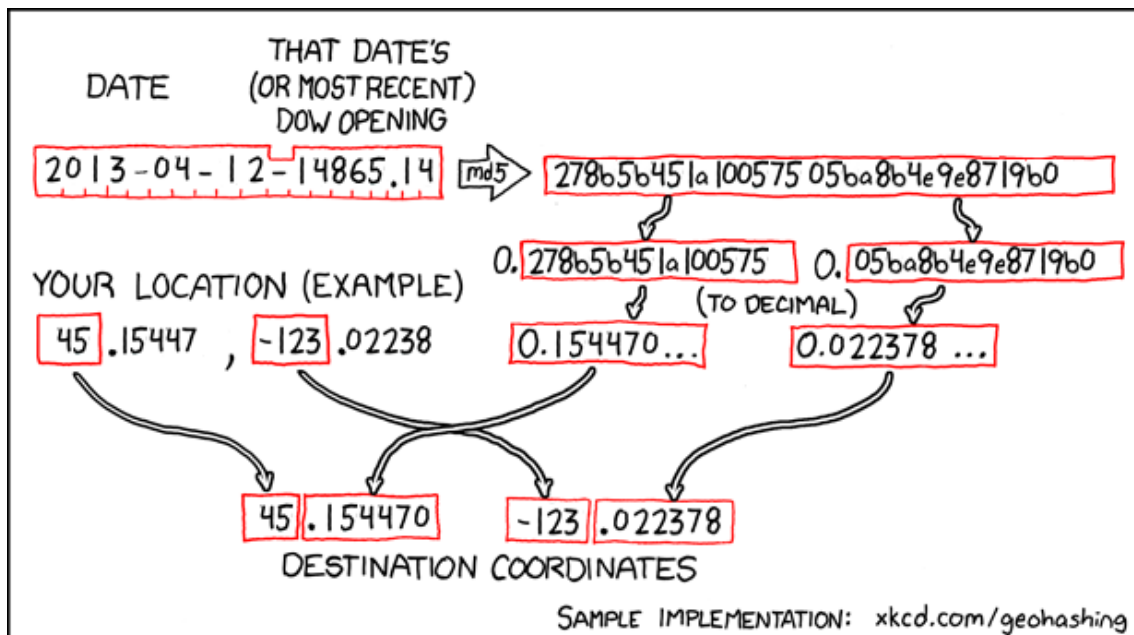 DATE
THAT DATE'S
(OR MOST RECENT)
DOW OPENING
2013-04-12-14865.14
md5
278b5b451a10057505ba8b4e9e8719b0
0.278b5b451a100575
0.05ba8b4e9e8719b0
(TO DECIMAL)
YOUR LOCATION (EXAMPLE)
45.15447, -123.02238
0.154470...
0.022378 ...
45.154470 -123.022378
DESTINATION COORDINATES
SAMPLE IMPLEMENTATION: xkcd.com/geohashing